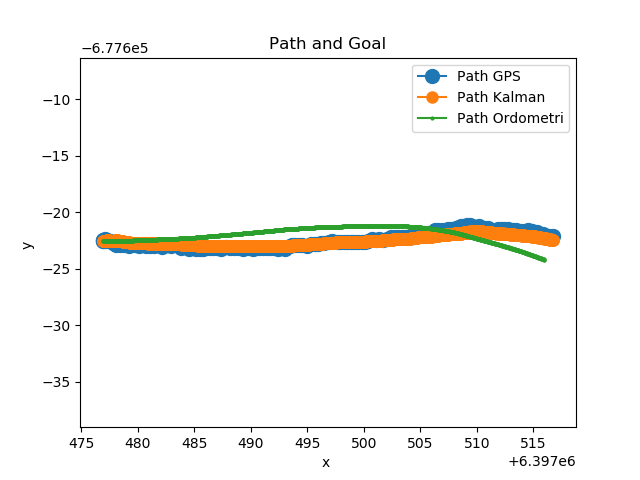 Path and Goal
−6.776e5
Path GPS
Path Kalman
Path Ordometri
−10
−15
−20
−25
−30
−35
y
475 480 485 490 495 500 505 510 515
x
+6.397e6